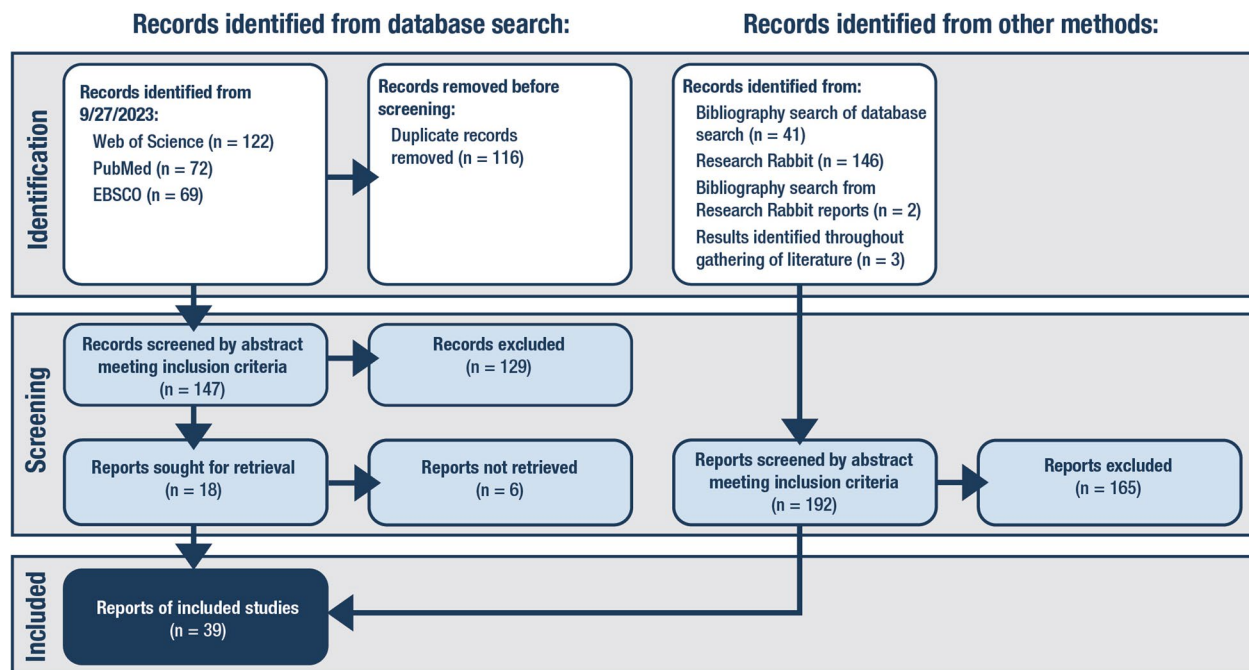 Records identified from database search:
Records identified from other methods:
Identification
Records identified from
9/27/2023:
Web of Science (n = 122)
PubMed (n = 72)
EBSCO (n = 69)
Records removed before
screening:
Duplicate records
removed (n = 116)
Records identified from:
Bibliography search of database
search (n = 41)
Research Rabbit (n = 146)
Bibliography search from
Research Rabbit reports (n = 2)
Results identified throughout
gathering of literature (n = 3)
Screening
Records screened by abstract
meeting inclusion criteria
(n = 147)
Records excluded
(n = 129)
Reports sought for retrieval
(n = 18)
Reports not retrieved
(n = 6)
Reports screened by abstract
meeting inclusion criteria
(n = 192)
Reports excluded
(n = 165)
Included
Reports of included studies
(n = 39)